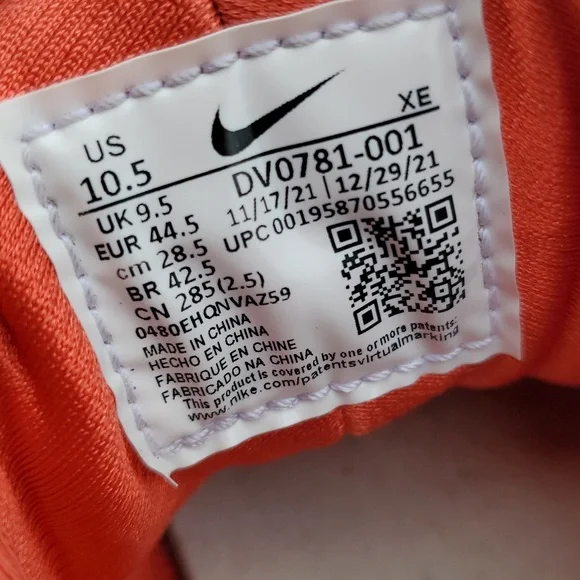 US
XE
10.5
DV0781-001
UK 9.5
11/17/21 | 12/29/21
EUR 44.5
UPC 00195870556655
cm 28.5
BR 42.5
CN 285(2.5)
0480EHQNVAZ59
MADE IN CHINA
HECHO EN CHINA
FABRIQUE EN CHINE
FABRICADO NA CHINA
This product is covered by one or more patents:
www.nike.com/patentsvirtualmarking